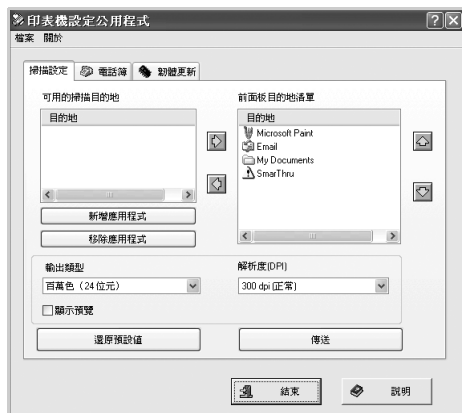 印表機設定公用程式
檔案 關於
掃描設定 電話簿 韌體更新
可用的掃描目的地
目的地
新增應用程式
移除應用程式
前面板目的地清單
目的地
Microsoft Paint
Email
My Documents
SmarThru
輸出類型
百萬色（24位元）
顯示預覽
解析度(DPI)
300 dpi (正常)
還原預設值
傳送
結束
說明